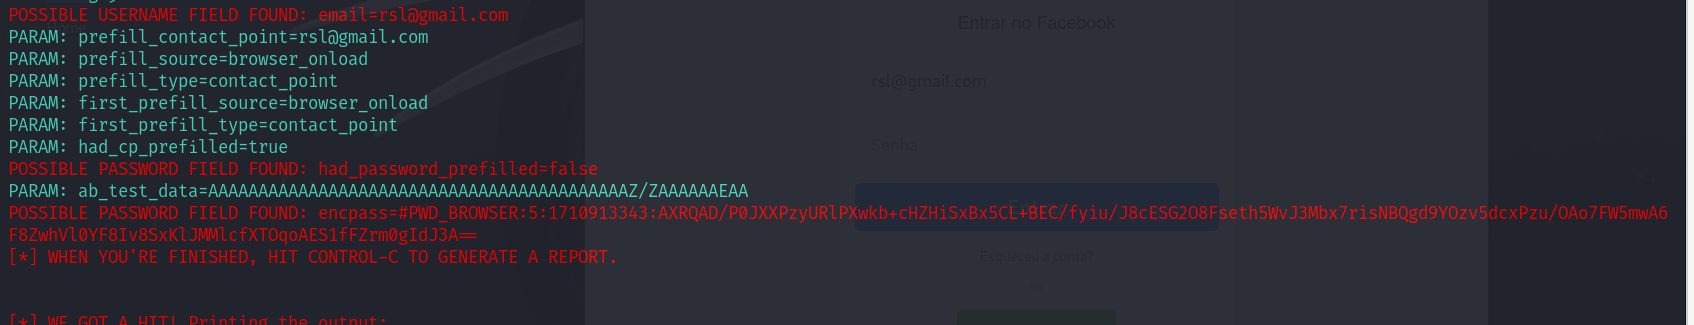 POSSIBLE USERNAME FIELD FOUND: email=rsl@gmail.com
PARAM: prefill_contact_point=rsl@gmail.com
PARAM: prefill_source=browser_onload
PARAM: prefill_type=contact_point
PARAM: first_prefill_source=browser_onload
PARAM: first_prefill_type=contact_point
PARAM: had_cp_prefilled=true
POSSIBLE PASSWORD FIELD FOUND: had_password_prefilled=false
PARAM: ab_test_data=AAAAAAAAAAAAAAAAAAAAAAAAAAAAAAAAAAAAAAAAAAZ/ZAAAAAAEAA
POSSIBLE PASSWORD FIELD FOUND: encpass=#PWD_BROWSER:5:1710913343:AXRQAD/P0JXXPzyURlPXwkb+cHZHiSxBx5CL+BEC/fyiu/J8cESG2O8Fseth5WvJ3Mbx7risNBQgd9YOzv5dcxPzu/OAo7FW5mwA6
F8ZwhVl0YF8Iv8SxKlJMMlcfXTOqoAES1fFZrm0gIdJ3A==
[*] WHEN YOU'RE FINISHED, HIT CONTROL-C TO GENERATE A REPORT.
[*] WE GOT A HIT! Printing the output:
Entrar no Facebook
rsl@gmail.com
Senha
Esqueceu a conta?